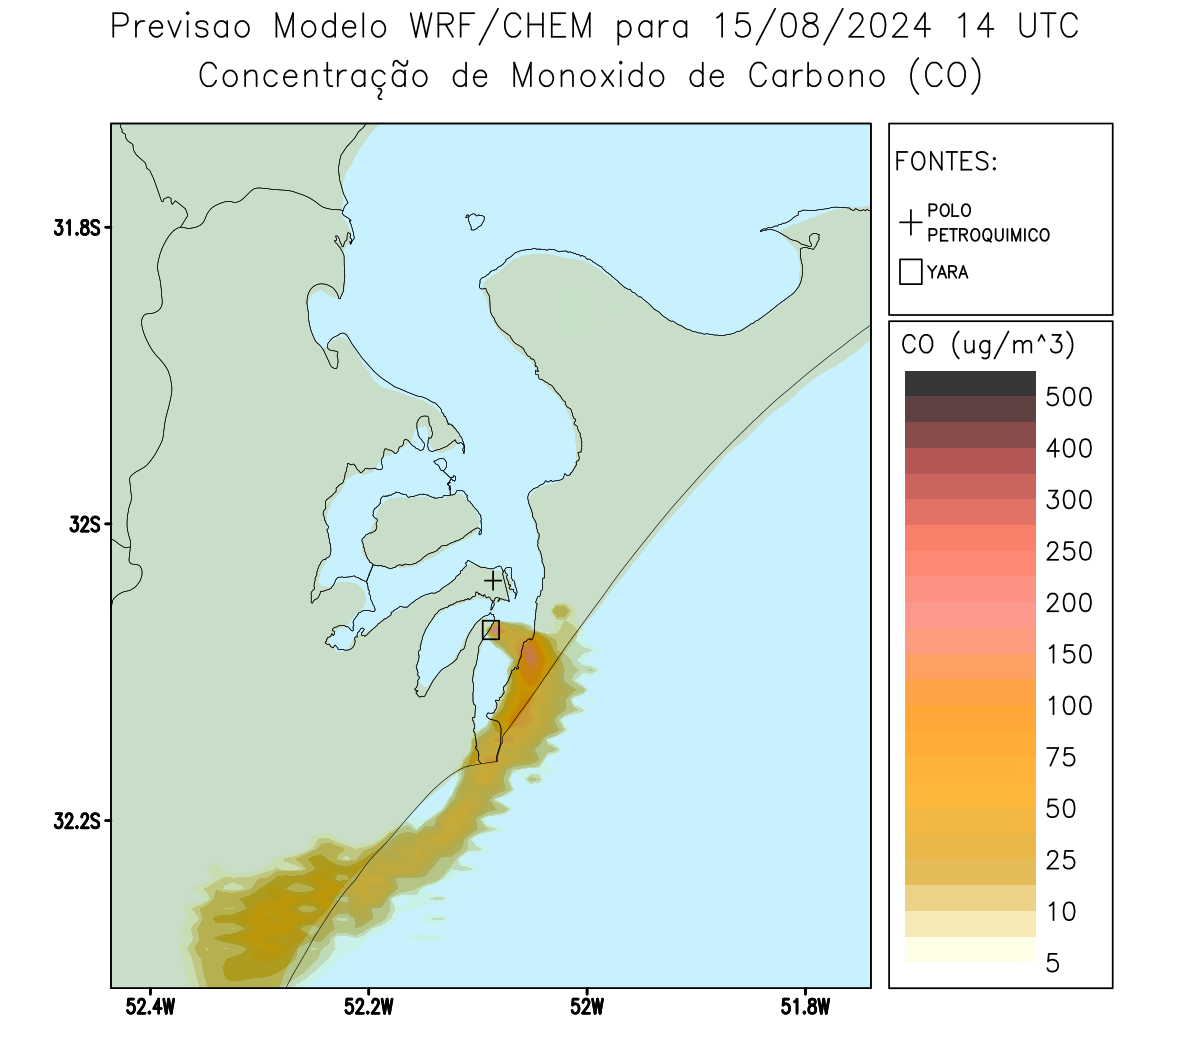 Previsao Modelo WRF/CHEM para 15/08/2024 14 UTC
Concentração de Monoxido de Carbono (CO)
FONTES:
POLO
PETROQUIMICO
YARA
CO (ug/m^3)
500
400
300
250
200
150
100
75
50
25
10
5
31.8S
32S
32.2S
52.4W
52.2W
52W
51.8W